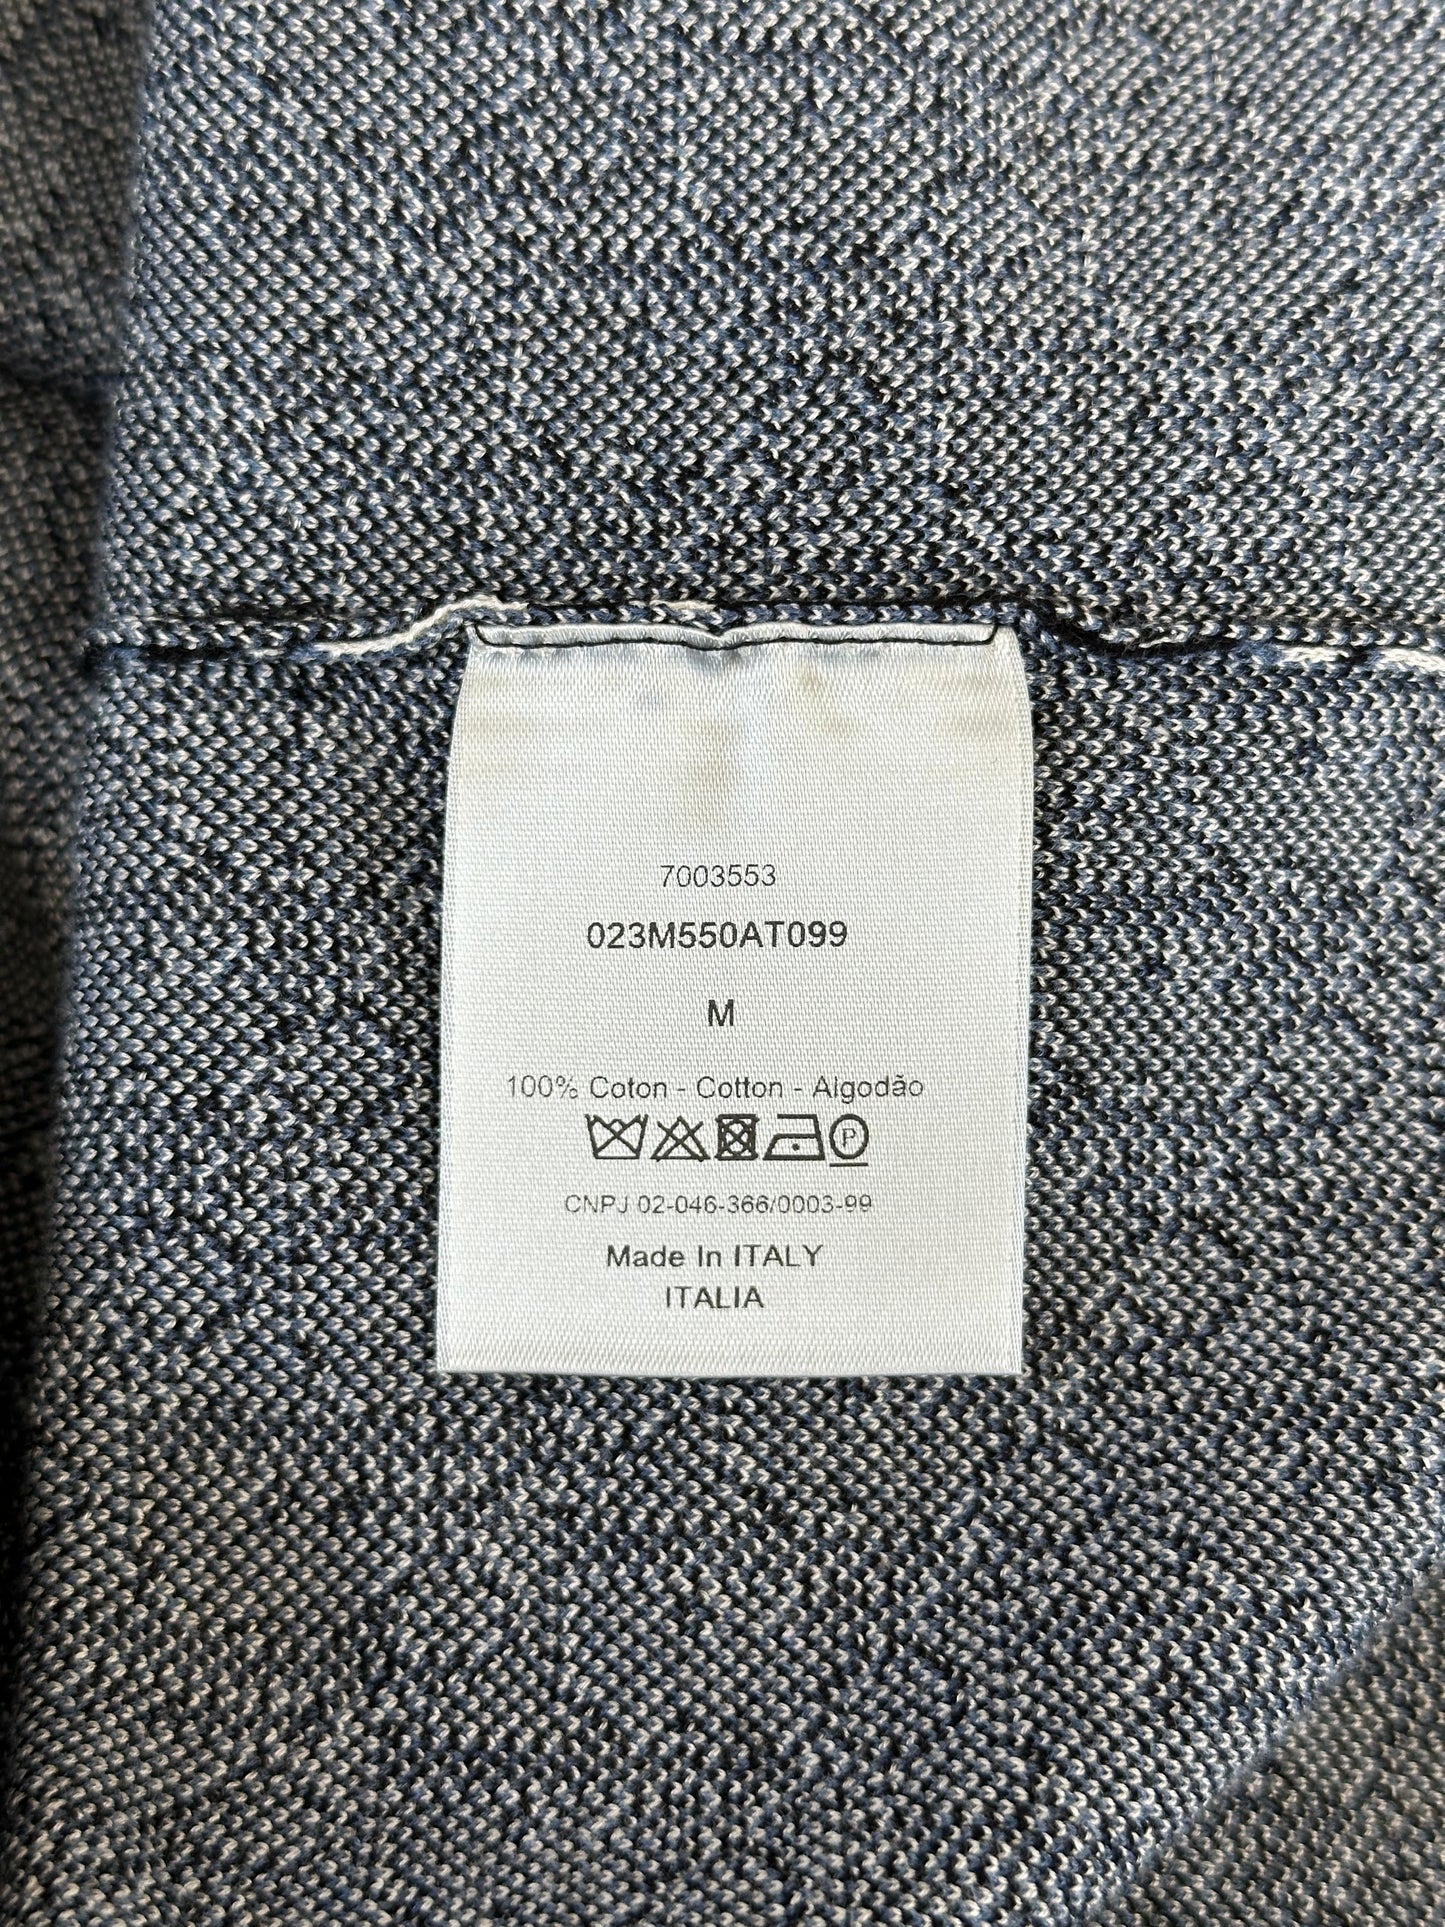 7003553
023M550AT099
M
100% Coton - Cotton - Algodão
P
CNPJ 02-046-366/0003-99
Made In ITALY
ITALIA